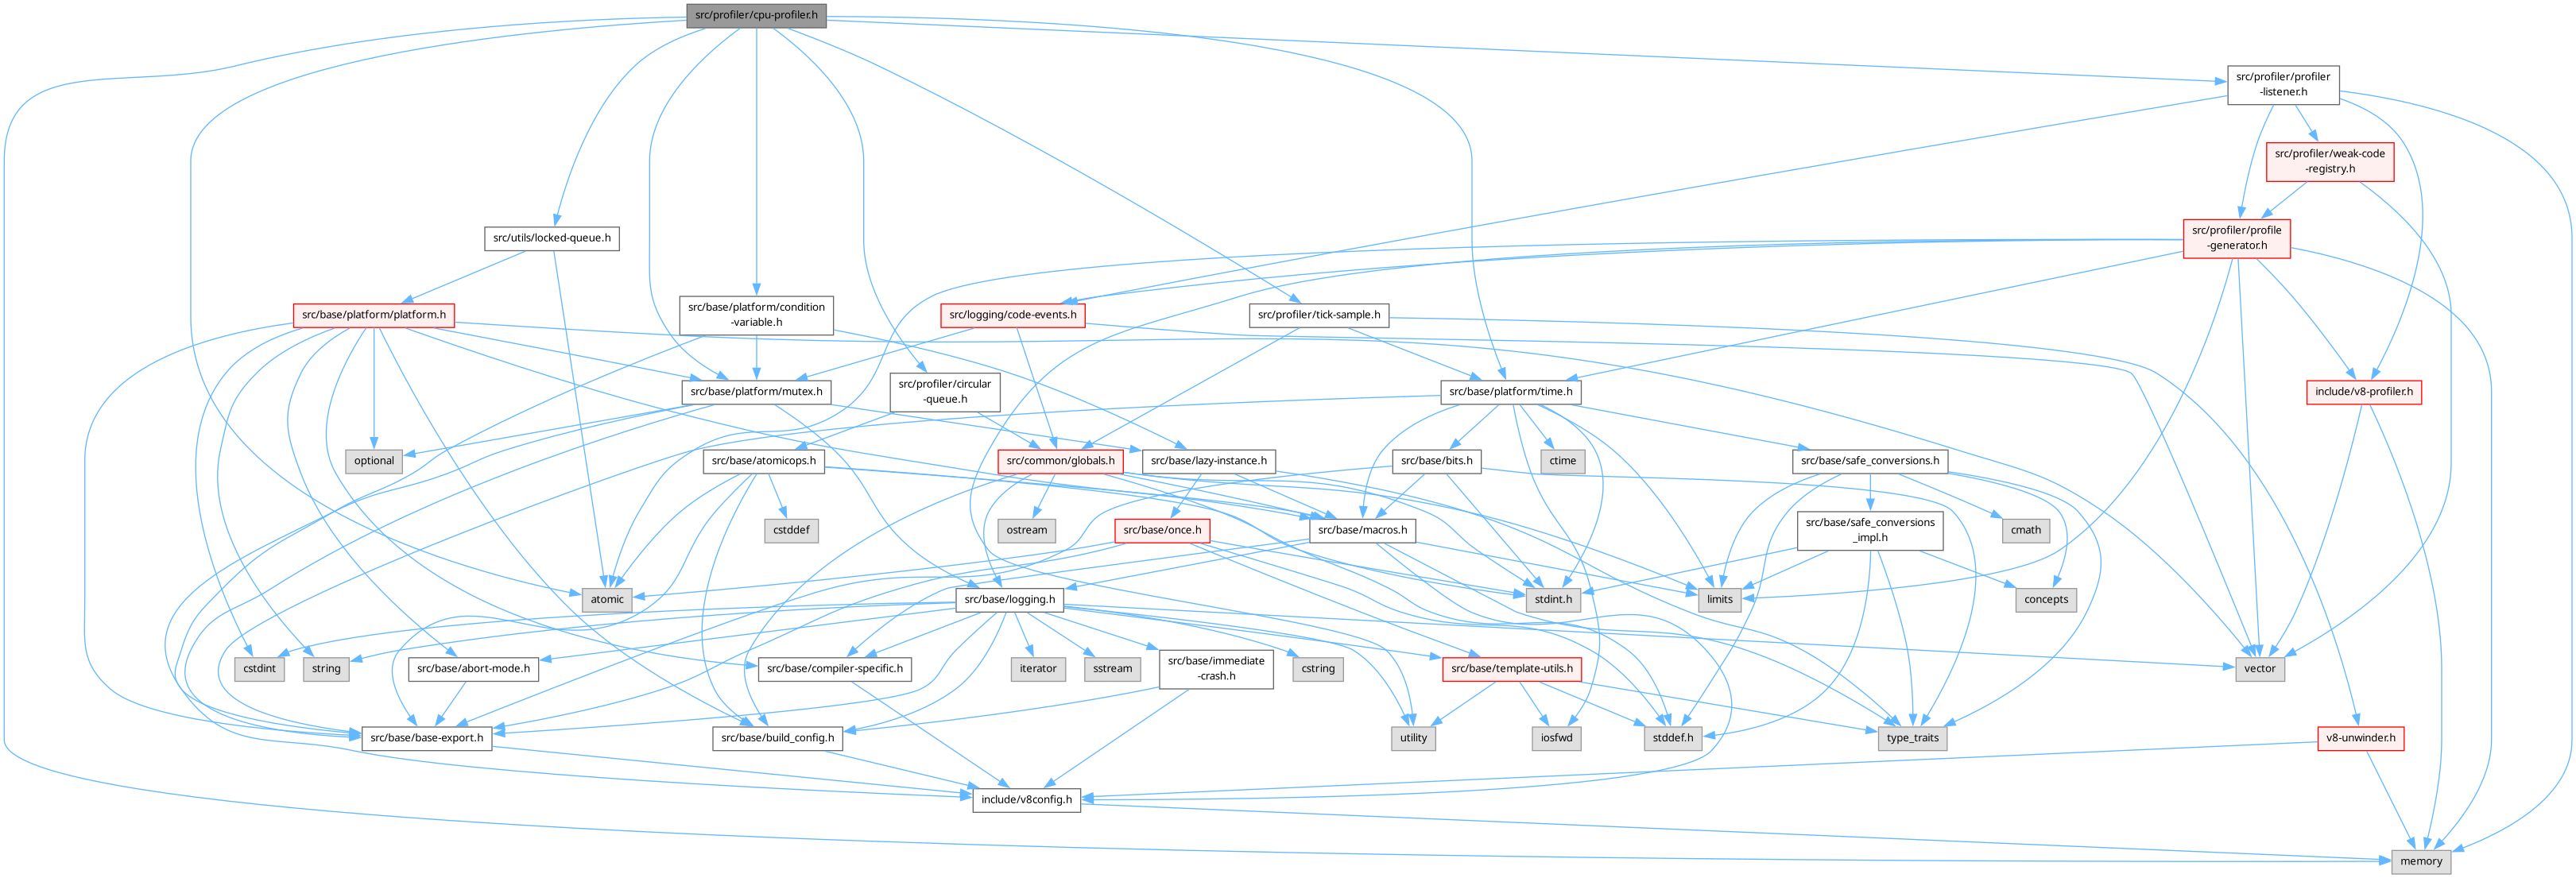 src/profiler/cpu-profiler.h
src/profiler/profiler
-listener.h
src/profiler/weak-code
-registry.h
src/utils/locked-queue.h
src/profiler/profile
-generator.h
src/base/platform/platform.h
src/base/platform/condition
-variable.h
src/logging/code-events.h
src/profiler/tick-sample.h
src/base/platform/mutex.h
src/profiler/circular
-queue.h
src/base/platform/time.h
include/v8-profiler.h
optional
src/base/atomicops.h
src/common/globals.h
src/base/lazy-instance.h
src/base/bits.h
ctime
src/base/safe_conversions.h
cstddef
ostream
src/base/once.h
src/base/macros.h
src/base/safe_conversions
_impl.h
cmath
atomic
src/base/logging.h
stdint.h
limits
concepts
cstdint
string
src/base/abort-mode.h
src/base/compiler-specific.h
iterator
sstream
src/base/immediate
-crash.h
cstring
src/base/template-utils.h
vector
src/base/base-export.h
src/base/build_config.h
utility
iosfwd
stddef.h
type_traits
v8-unwinder.h
include/v8config.h
memory